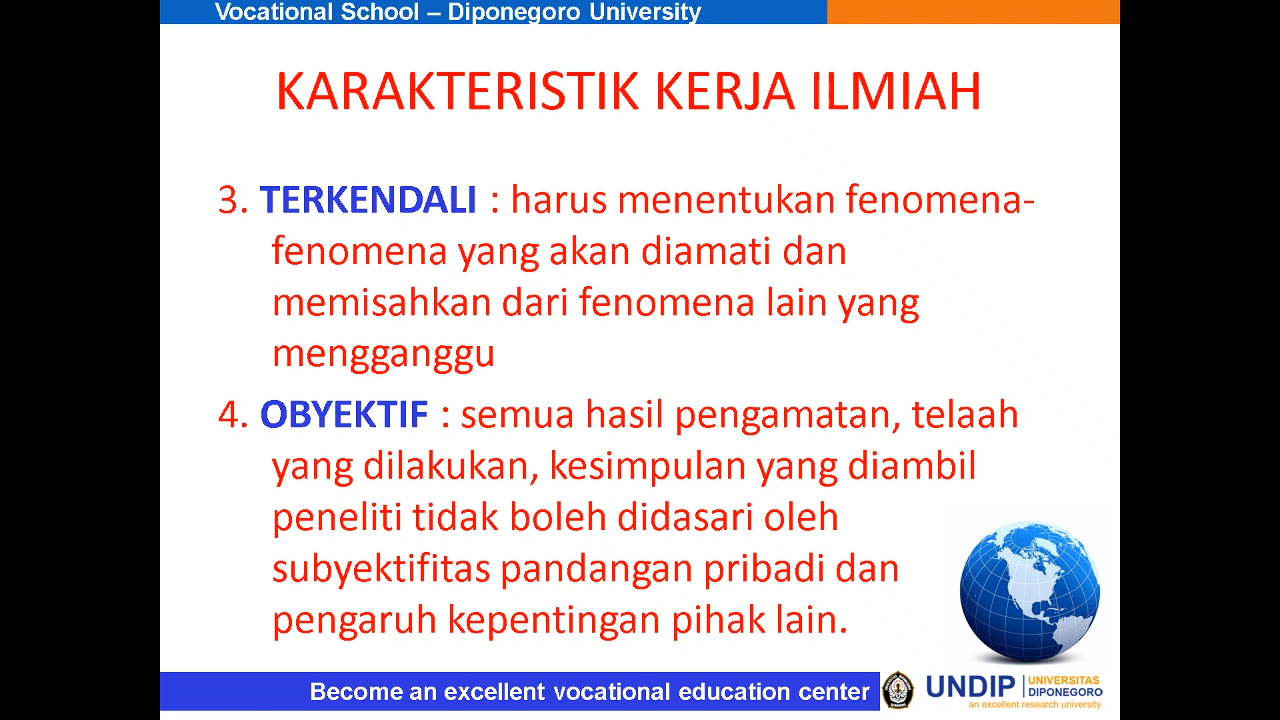 Vocational School – Diponegoro University
KARAKTERISTIK KERJA ILMIAH
3. TERKENDALI : harus menentukan fenomena-
fenomena yang akan diamati dan
memisahkan dari fenomena lain yang
mengganggu
4. OBYEKTIF : semua hasil pengamatan, telaah
yang dilakukan, kesimpulan yang diambil
peneliti tidak boleh didasari oleh
subyektifitas pandangan pribadi dan
pengaruh kepentingan pihak lain.
Become an excellent vocational education center
UNDIP
UNIVERSITAS
DIPONEGORO
an excellent research university